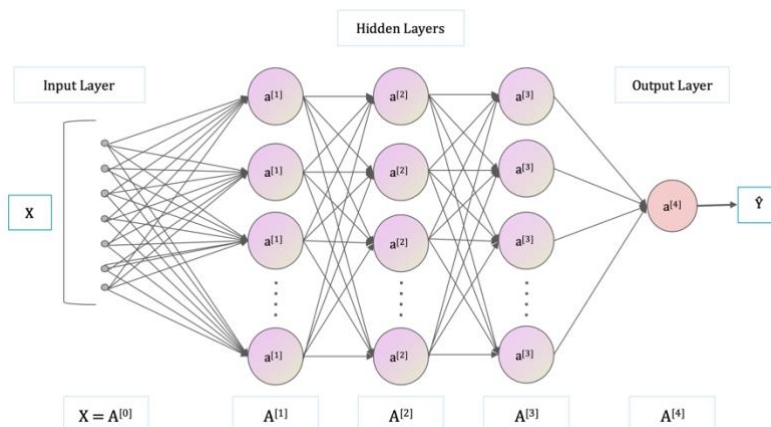 Hidden Layers
Input Layer
Output Layer
a[1] a[2] a[3]
a[1] a[2] a[3]
X
a[4]
Ŷ
a[1] a[2] a[3]
a[1] a[2] a[3]
X = A[0]
A[1]
A[2]
A[3]
A[4]